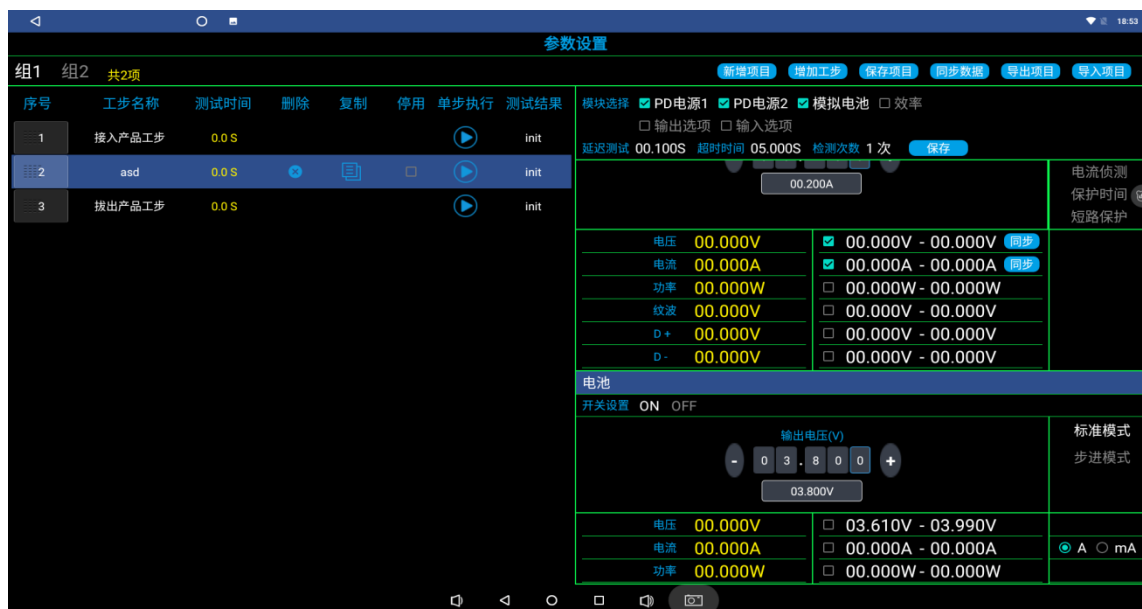 18:53
参数设置
组1 组2 共2项 新增项目 增加工步 保存项目 同步数据 导出项目 导入项目
序号 工步名称 测试时间 删除 复制 停用 单步执行 测试结果
1 接入产品工步 0.0 S init
2 asd 0.0 S init
3 拔出产品工步 0.0 S init
模块选择 PD电源1 PD电源2 模拟电池 效率
输出选项 输入选项
延迟测试 00.100S 超时时间 05.000S 检测次数 1 次 保存
00.200A
电流侦测
保护时间
短路保护
电压 00.000V 00.000V - 00.000V 同步
电流 00.000A 00.000A - 00.000A 同步
功率 00.000W 00.000W - 00.000W
纹波 00.000V 00.000V - 00.000V
D+ 00.000V 00.000V - 00.000V
D- 00.000V 00.000V - 00.000V
电池
开关设置 ON OFF
输出电压(V)
- 03.800 +
03.800V
标准模式
步进模式
电压 00.000V 03.610V - 03.990V
电流 00.000A 00.000A - 00.000A A mA
功率 00.000W 00.000W - 00.000W